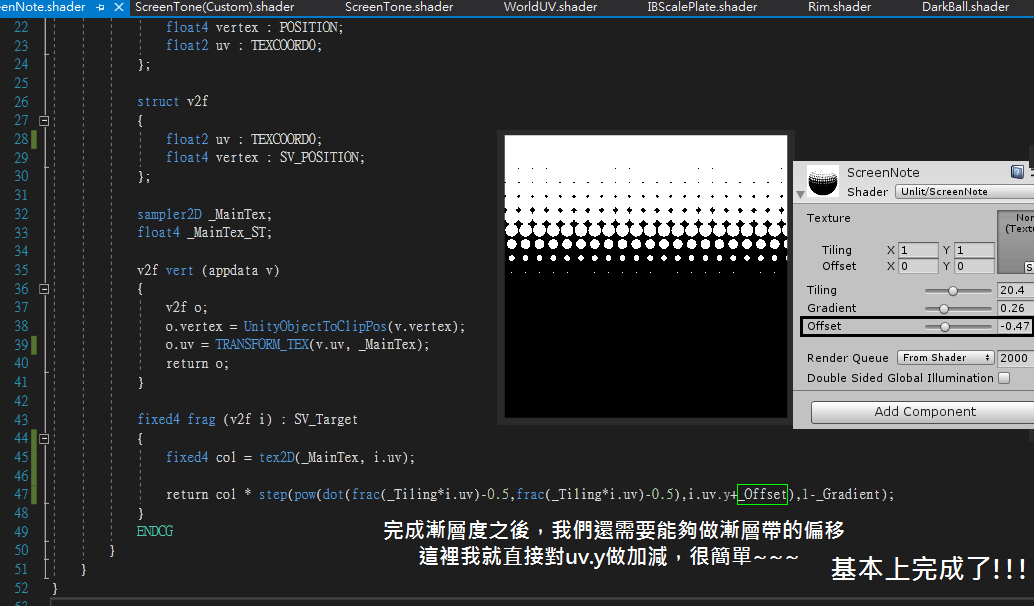 enNote.shader
ScreenTone(Custom).shader
ScreenTone.shader
WorldUV.shader
IBScalePlate.shader
Rim.shader
DarkBall.shader
22 float4 vertex : POSITION;
23 float2 uv : TEXCOORD0;
24 };
25
26 struct v2f
27 {
28 float2 uv : TEXCOORD0;
29 float4 vertex : SV_POSITION;
30 };
31
32 sampler2D _MainTex;
33 float4 _MainTex_ST;
34
35 v2f vert (appdata v)
36 {
37 v2f o;
38 o.vertex = UnityObjectToClipPos(v.vertex);
39 o.uv = TRANSFORM_TEX(v.uv, _MainTex);
40 return o;
41 }
42
43 fixed4 frag (v2f i) : SV_Target
44 {
45 fixed4 col = tex2D(_MainTex, i.uv);
46
47 return col * step(pow(dot(frac(_Tiling*i.uv)-0.5,frac(_Tiling*i.uv)-0.5),i.uv.y+_Offset),1-_Gradient);
48 }
49 ENDCG
50 }
51 }
52 }
ScreenNote
Shader Unlit/ScreenNote
Texture
Tiling X 1 Y 1
Offset X 0 Y 0
Tiling 20.4
Gradient 0.26
Offset -0.47
Render Queue From Shader 2000
Double Sided Global Illumination
Add Component
完成漸層度之後，我們還需要能夠做漸層帶的偏移
這裡我就直接對uv.y做加減，很簡單~~~
基本上完成了!!!